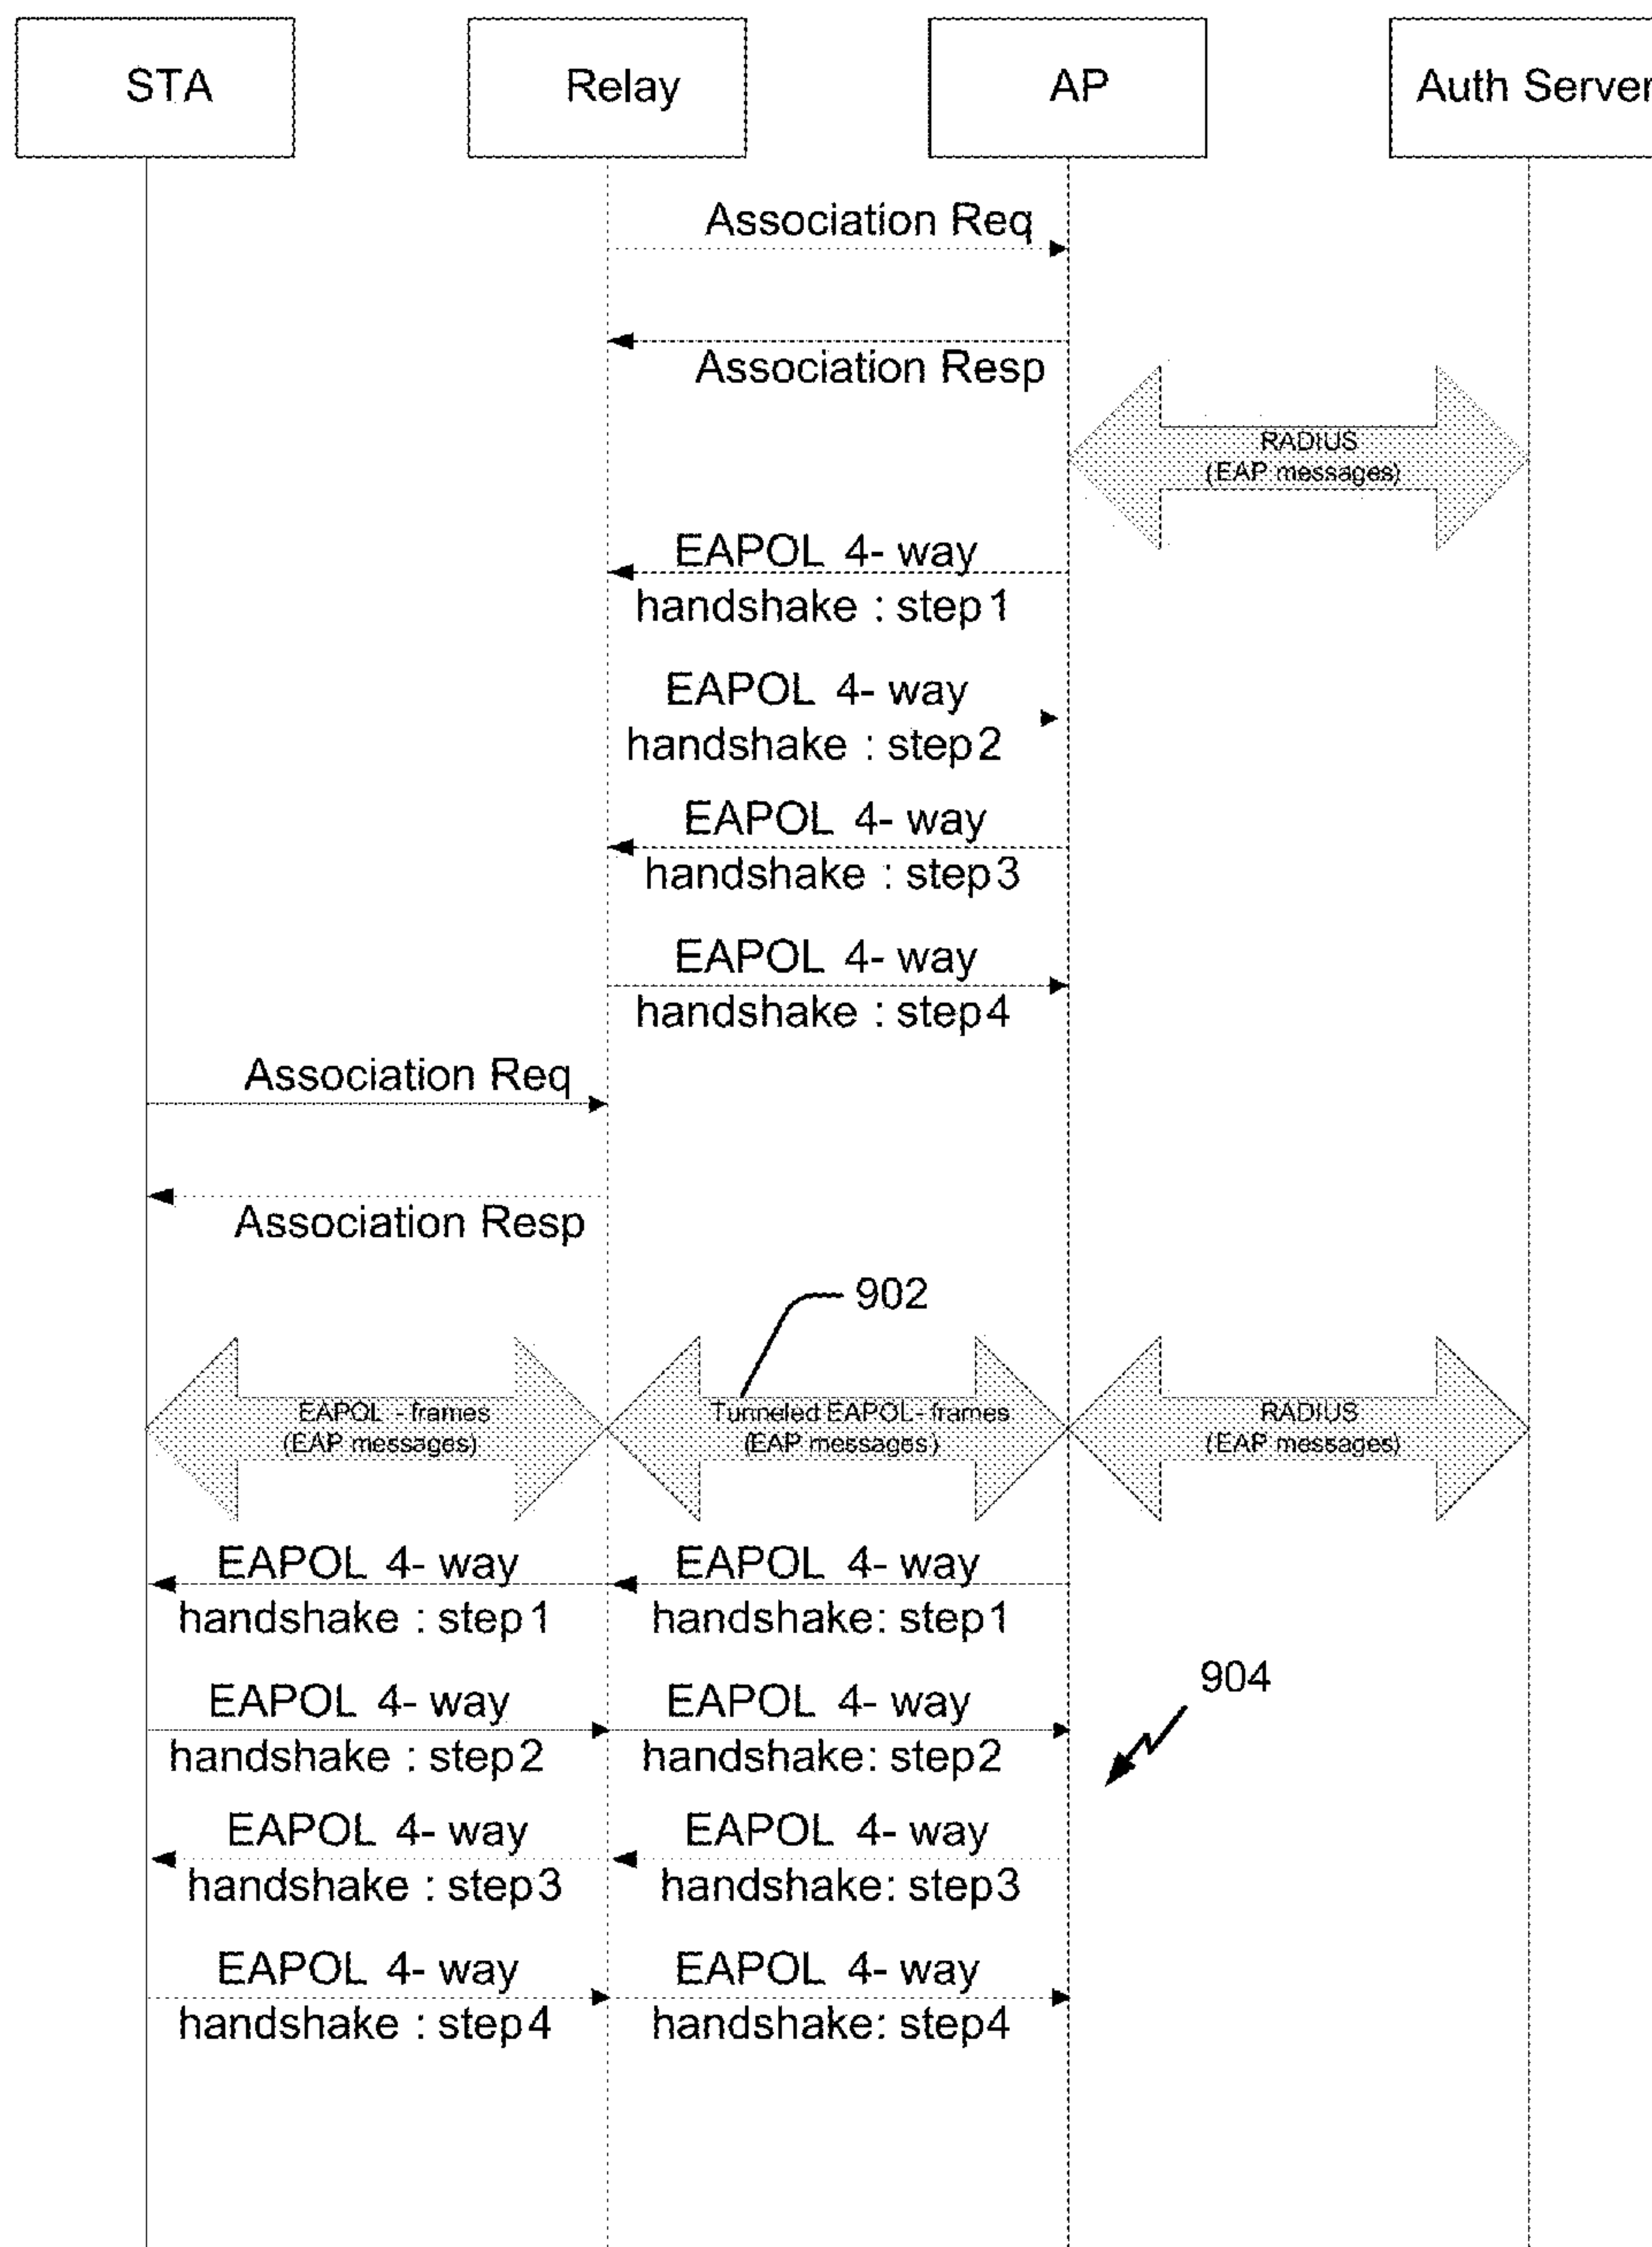 STA
Relay
AP
Auth Server
Association Req
Association Resp
RADIUS
(EAP messages)
EAPOL 4- way
handshake : step1
EAPOL 4- way
handshake : step2
EAPOL 4- way
handshake : step3
EAPOL 4- way
handshake : step4
Association Req
Association Resp
902
EAPOL - frames
(EAP messages)
Tunneled EAPOL- frames
(EAP messages)
RADIUS
(EAP messages)
EAPOL 4- way
handshake : step1
EAPOL 4- way
handshake: step1
904
EAPOL 4- way
handshake : step2
EAPOL 4- way
handshake: step2
EAPOL 4- way
handshake : step3
EAPOL 4- way
handshake: step3
EAPOL 4- way
handshake : step4
EAPOL 4- way
handshake: step4